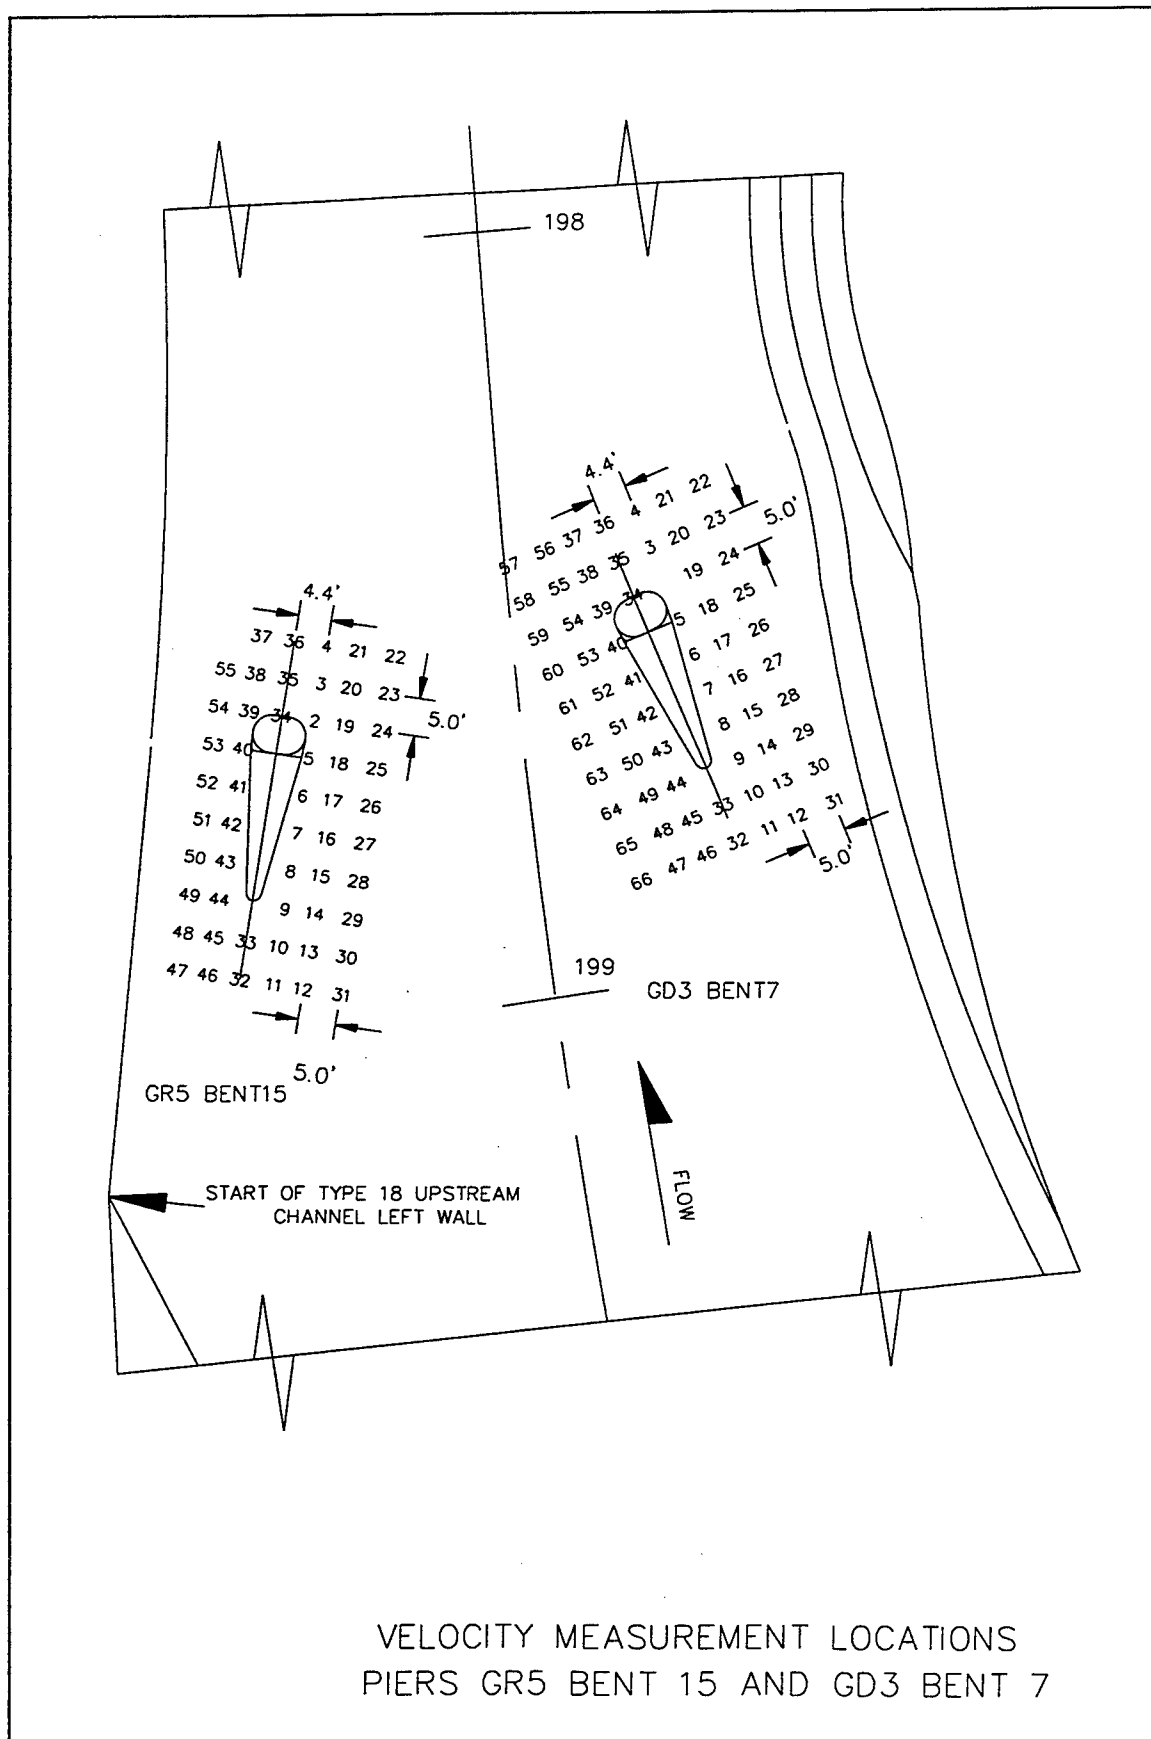 198
4.4'
57 56 37 36 4 21 22
58 55 38 35 3 20 23
5.0'
59 54 39 34 19 24
60 53 40 5 18 25
61 52 41 6 17 26
62 51 42 7 16 27
63 50 43 8 15 28
64 49 44 9 14 29
65 48 45 33 10 13 30
66 47 46 32 11 12 31
5.0'
4.4'
37 36 4 21 22
55 38 35 3 20 23
5.0'
54 39 34 2 19 24
53 40 5 18 25
52 41 6 17 26
51 42 7 16 27
50 43 8 15 28
49 44 9 14 29
48 45 33 10 13 30
47 46 32 11 12 31
5.0'
199
GD3 BENT7
GR5 BENT15
FLOW
START OF TYPE 18 UPSTREAM
CHANNEL LEFT WALL
VELOCITY MEASUREMENT LOCATIONS
PIERS GR5 BENT 15 AND GD3 BENT 7